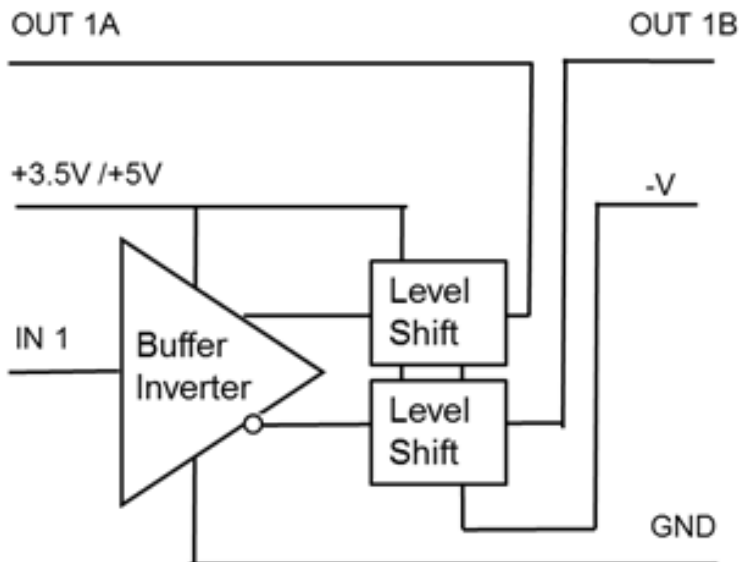 OUT 1A
OUT 1B
+3.5V /+5V
-V
Level
Shift
IN 1
Buffer
Inverter
Level
Shift
GND